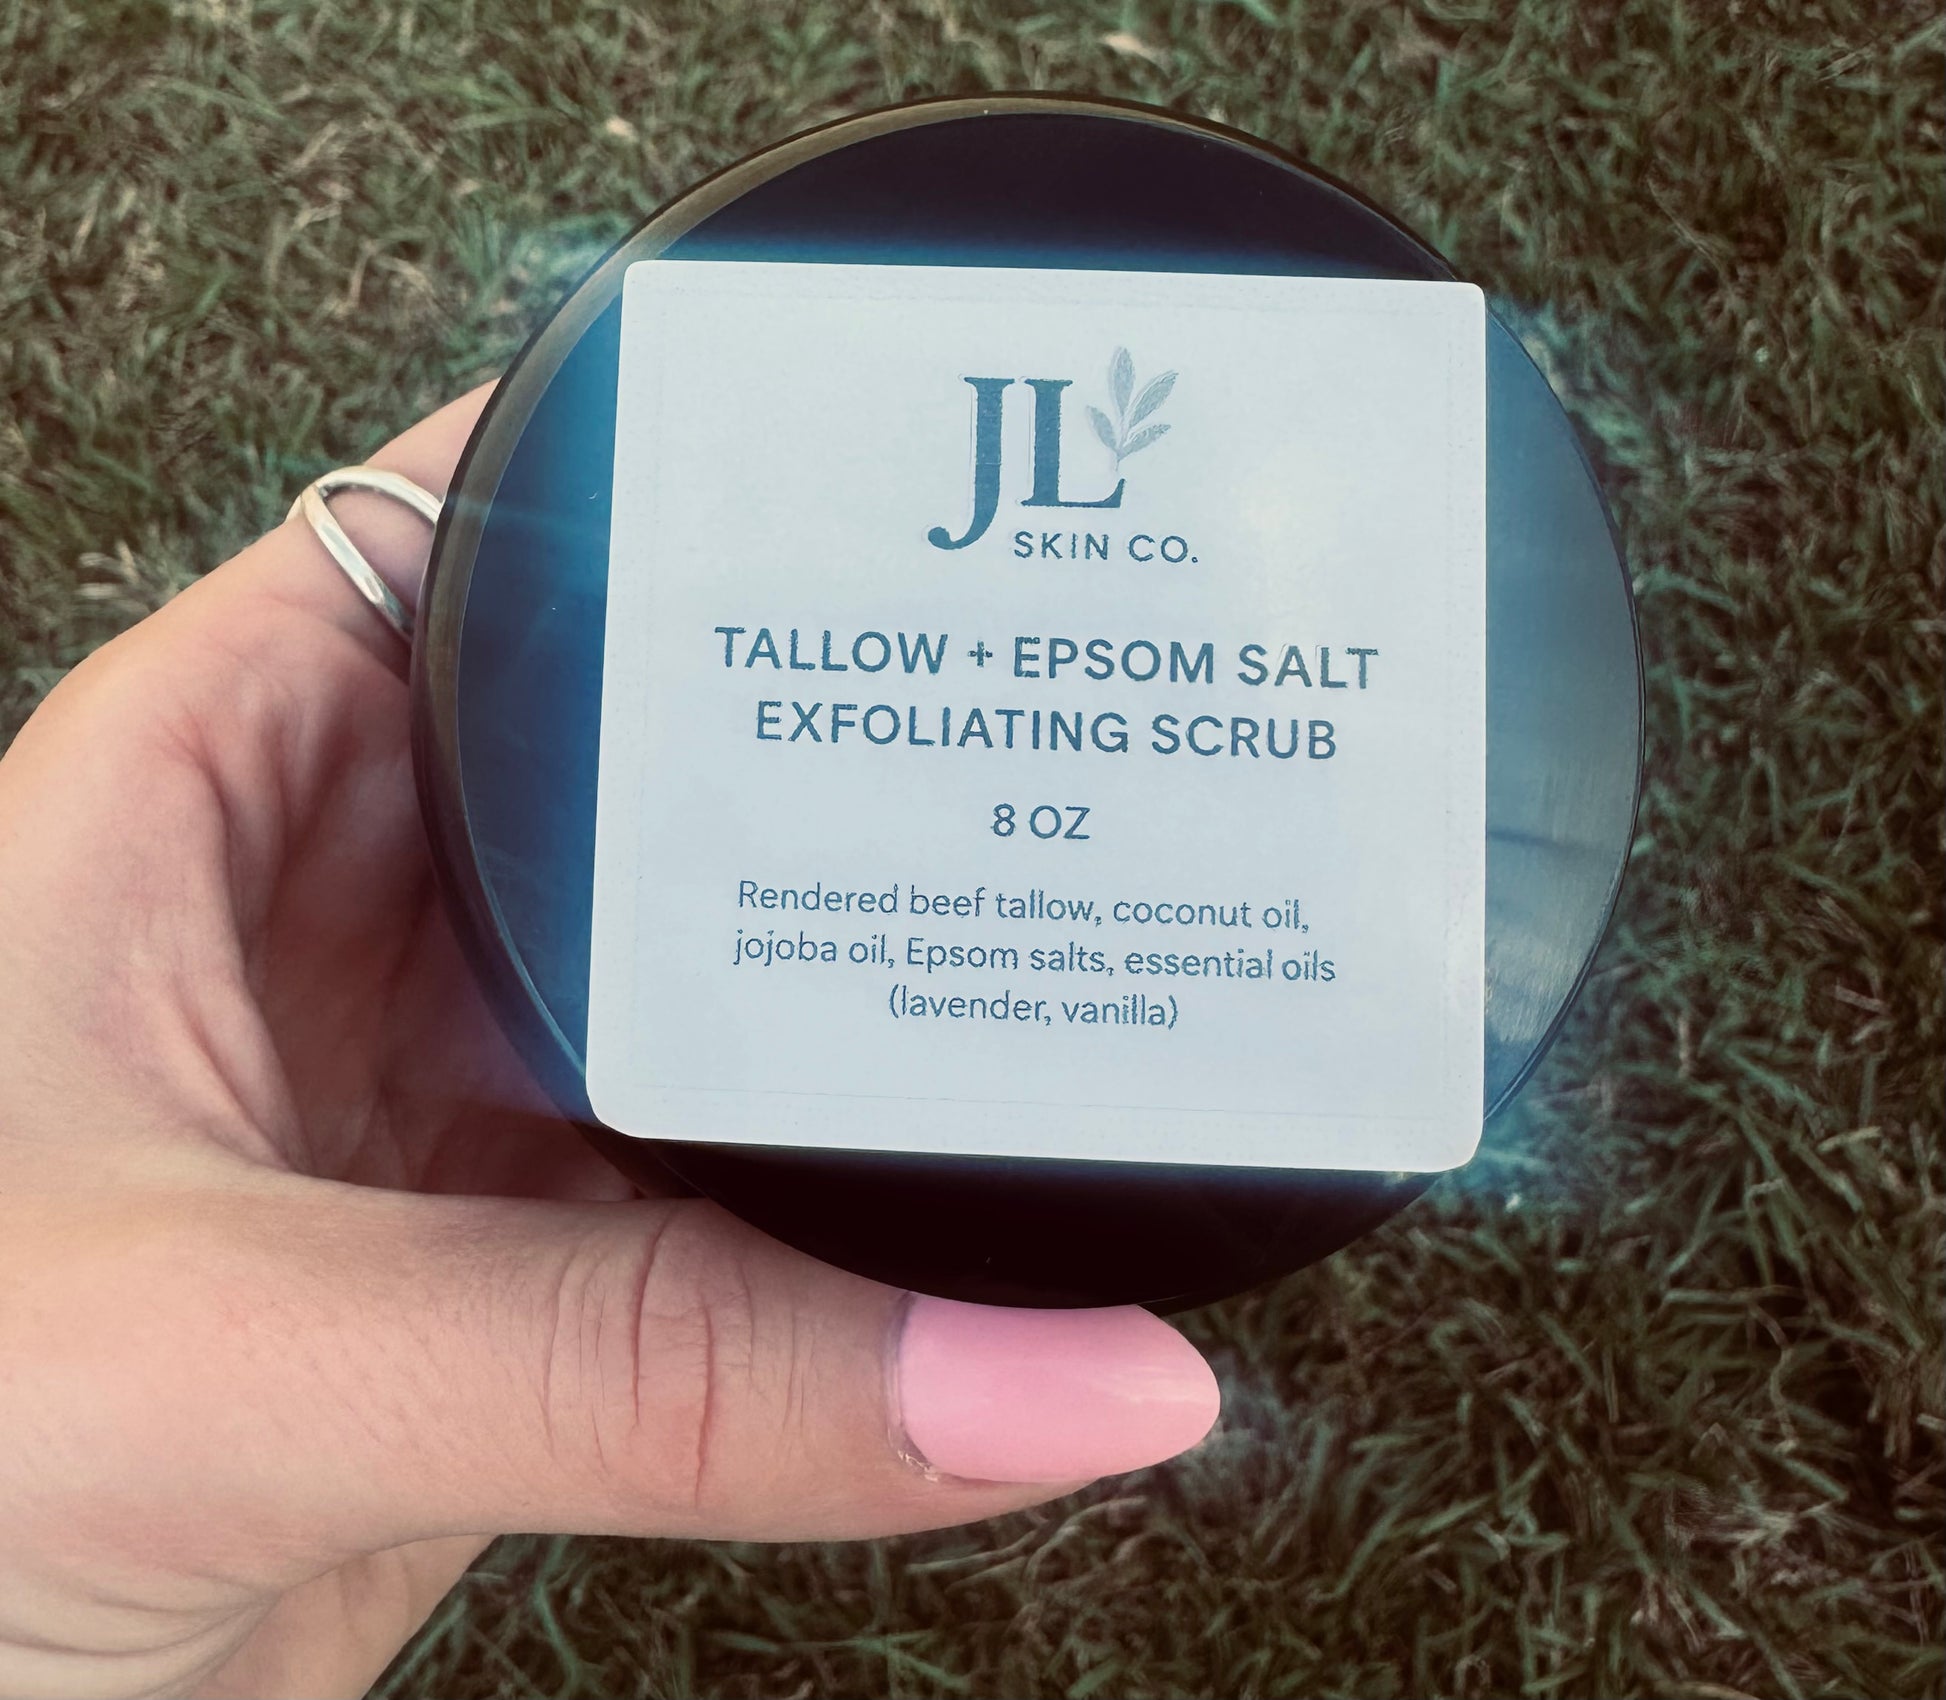 JL
SKIN CO.
TALLOW + EPSOM SALT
EXFOLIATING SCRUB
8 OZ
Rendered beef tallow, coconut oil,
jojoba oil, Epsom salts, essential oils
(lavender, vanilla)